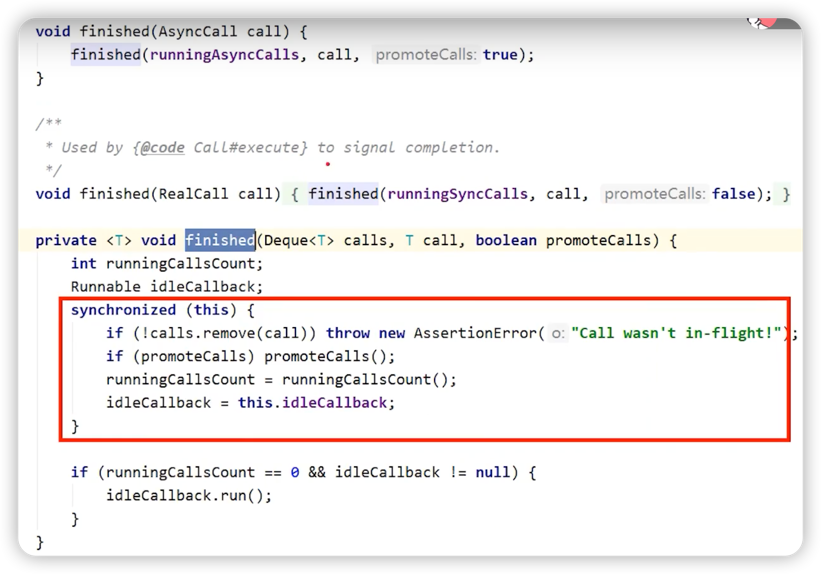 void finished(AsyncCall call) {
    finished(runningAsyncCalls, call, promoteCalls: true);
}
/**
 * Used by {@code Call#execute} to signal completion.
 */
void finished(RealCall call) { finished(runningSyncCalls, call, promoteCalls: false); }
private <T> void finished(Deque<T> calls, T call, boolean promoteCalls) {
    int runningCallsCount;
    Runnable idleCallback;
    synchronized (this) {
        if (!calls.remove(call)) throw new AssertionError( o: "Call wasn't in-flight!");
        if (promoteCalls) promoteCalls();
        runningCallsCount = runningCallsCount();
        idleCallback = this.idleCallback;
    }
    if (runningCallsCount == 0 && idleCallback != null) {
        idleCallback.run();
    }
}